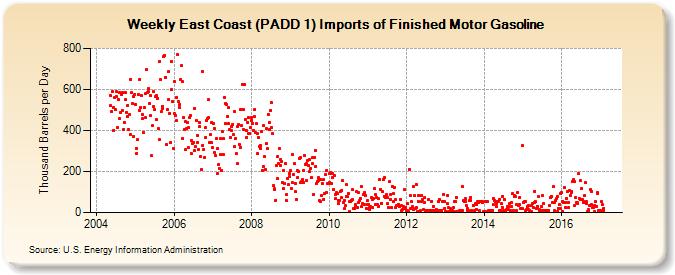 Weekly East Coast (PADD 1) Imports of Finished Motor Gasoline
Thousand Barrels per Day
800
600
400
200
0
2004 2006 2008 2010 2012 2014 2016
Source: U.S. Energy Information Administration